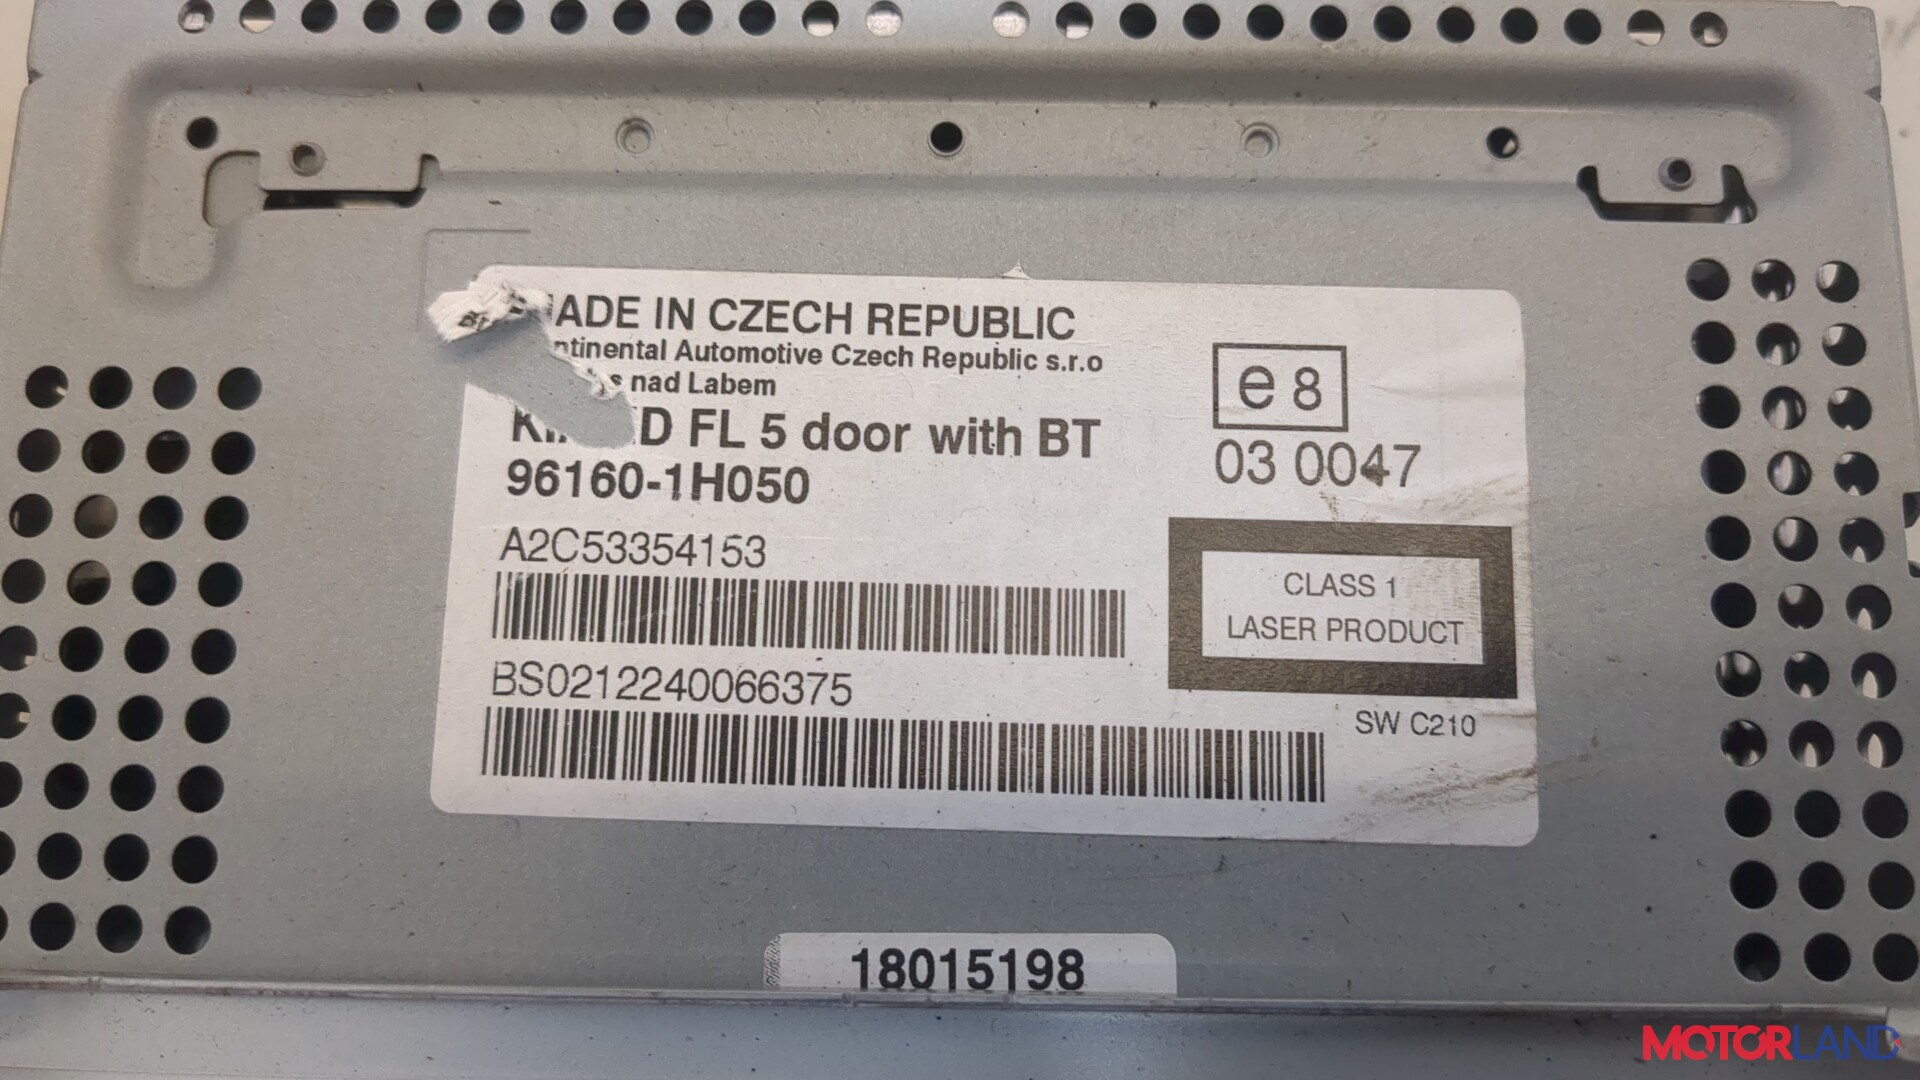 ADE IN CZECH REPUBLIC
ntinental Automotive Czech Republic s.r.o
s nad Labem
D FL 5 door with BT
96160-1H050
e 8
03 0047
A2C53354153
CLASS 1
LASER PRODUCT
BS0212240066375
SW C210
18015198
MOTORLAND